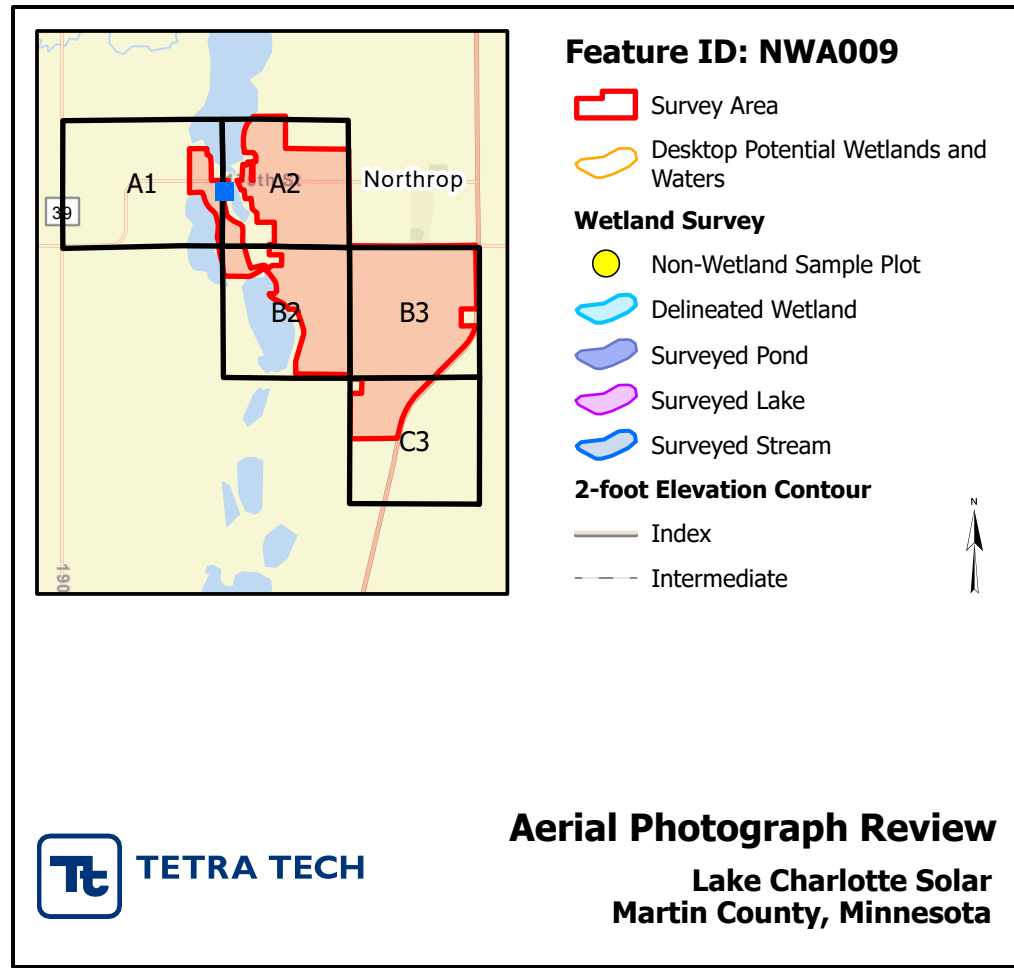 Feature ID: NWA009
Survey Area
Desktop Potential Wetlands and
Waters
Wetland Survey
Non-Wetland Sample Plot
Delineated Wetland
Surveyed Pond
Surveyed Lake
Surveyed Stream
2-foot Elevation Contour
Index
Intermediate
N
A1
A2
Northrop
39
B2
B3
C3
190
Tt
TETRA TECH
Aerial Photograph Review
Lake Charlotte Solar
Martin County, Minnesota